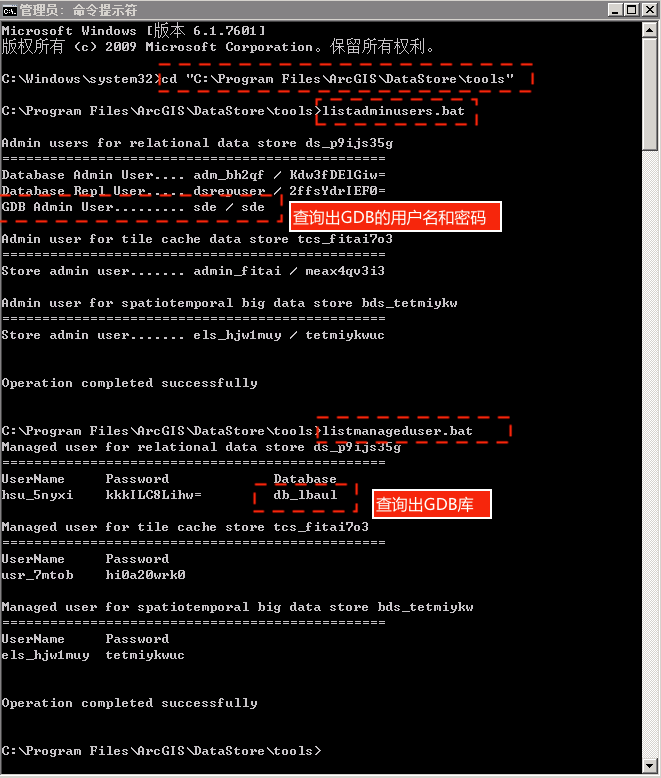 管理员: 命令提示符
Microsoft Windows [版本 6.1.7601]
版权所有 (c) 2009 Microsoft Corporation。保留所有权利。
C:\Windows\system32>cd "C:\Program Files\ArcGIS\DataStore\tools"
C:\Program Files\ArcGIS\DataStore\tools>listadminusers.bat
Admin users for relational data store ds_p9ijs35g
================================================
Database Admin User.... adm_bh2qf / Kdw3fDElGiw=
Database Repl User..... dsrepuser / 2ffsYdrIEF0=
GDB Admin User......... sde / sde
查询出GDB的用户名和密码
Admin user for tile cache data store tcs_fitai7o3
================================================
Store admin user....... admin_fitai / meax4qv3i3
Admin user for spatiotemporal big data store bds_tetmiykw
================================================
Store admin user....... els_hjw1muy / tetmiykwuc
Operation completed successfully
C:\Program Files\ArcGIS\DataStore\tools>listmanageduser.bat
Managed user for relational data store ds_p9ijs35g
================================================
UserName Password Database
hsu_5nyxi kkkILC8Lihw= db_lbaul
查询出GDB库
Managed user for tile cache store tcs_fitai7o3
================================================
UserName Password
usr_7mtob hi0a20wrk0
Managed user for spatiotemporal big data store bds_tetmiykw
================================================
UserName Password
els_hjw1muy tetmiykwuc
Operation completed successfully
C:\Program Files\ArcGIS\DataStore\tools>